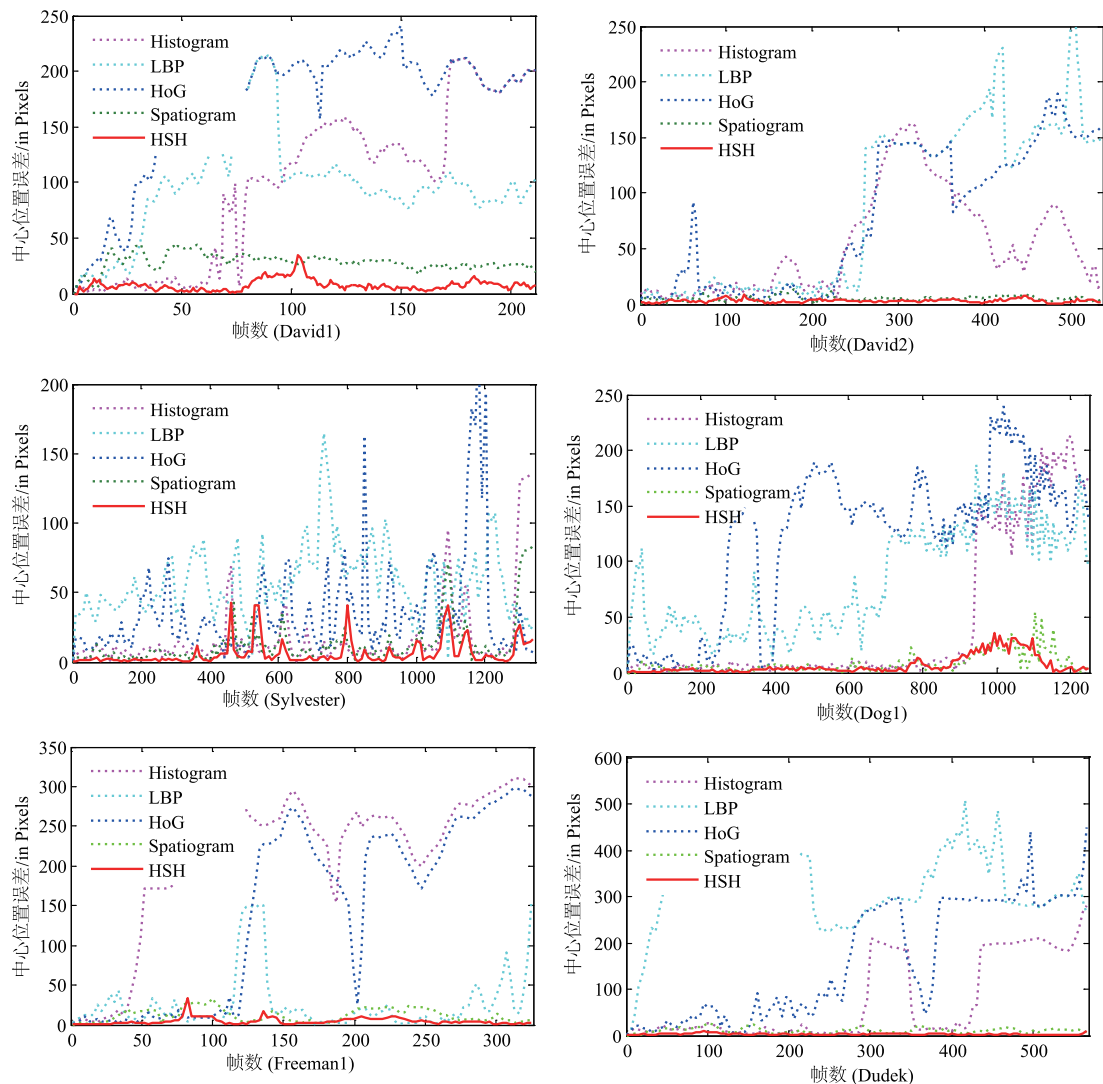 250
200
150
100
50
0
中心位置误差/in Pixels
Histogram
LBP
HoG
Spatiogram
HSH
0 50 100 150 200
帧数 (David1)
250
200
150
100
50
0
中心位置误差/in Pixels
Histogram
LBP
HoG
Spatiogram
HSH
0 100 200 300 400 500
帧数(David2)
200
150
100
50
0
中心位置误差/in Pixels
Histogram
LBP
HoG
Spatiogram
HSH
0 200 400 600 800 1000 1200
帧数 (Sylvester)
250
200
150
100
50
0
中心位置误差/in Pixels
Histogram
LBP
HoG
Spatiogram
HSH
0 200 400 600 800 1000 1200
帧数(Dog1)
350
300
250
200
150
100
50
0
中心位置误差/in Pixels
Histogram
LBP
HoG
Spatiogram
HSH
0 50 100 150 200 250 300
帧数 (Freeman1)
600
500
400
300
200
100
0
中心位置误差/in Pixels
Histogram
LBP
HoG
Spatiogram
HSH
0 100 200 300 400 500
帧数 (Dudek)